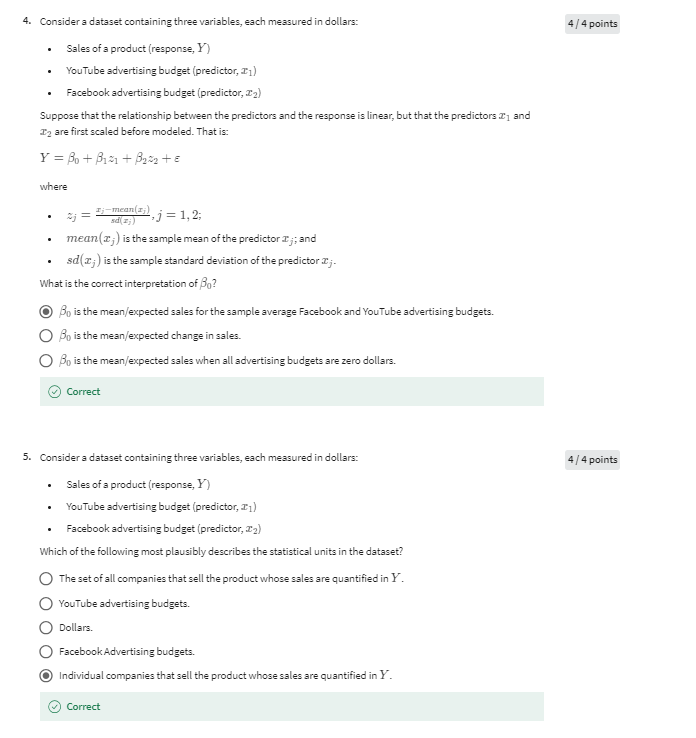 4. Consider a dataset containing three variables, each measured in dollars:
4 / 4 points
• Sales of a product (response, Y)
• YouTube advertising budget (predictor, x₁)
• Facebook advertising budget (predictor, x₂)
Suppose that the relationship between the predictors and the response is linear, but that the predictors x₁ and
x₂ are first scaled before modeled. That is:
Y = β₀ + β₁z₁ + β₂z₂ + ε
where
• zⱼ = (xⱼ−mean(xⱼ))/sd(xⱼ), j = 1, 2;
• mean(xⱼ) is the sample mean of the predictor xⱼ; and
• sd(xⱼ) is the sample standard deviation of the predictor xⱼ.
What is the correct interpretation of β₀?
β₀ is the mean/expected sales for the sample average Facebook and YouTube advertising budgets.
β₀ is the mean/expected change in sales.
β₀ is the mean/expected sales when all advertising budgets are zero dollars.
Correct
5. Consider a dataset containing three variables, each measured in dollars:
4 / 4 points
• Sales of a product (response, Y)
• YouTube advertising budget (predictor, x₁)
• Facebook advertising budget (predictor, x₂)
Which of the following most plausibly describes the statistical units in the dataset?
The set of all companies that sell the product whose sales are quantified in Y.
YouTube advertising budgets.
Dollars.
Facebook Advertising budgets.
Individual companies that sell the product whose sales are quantified in Y.
Correct